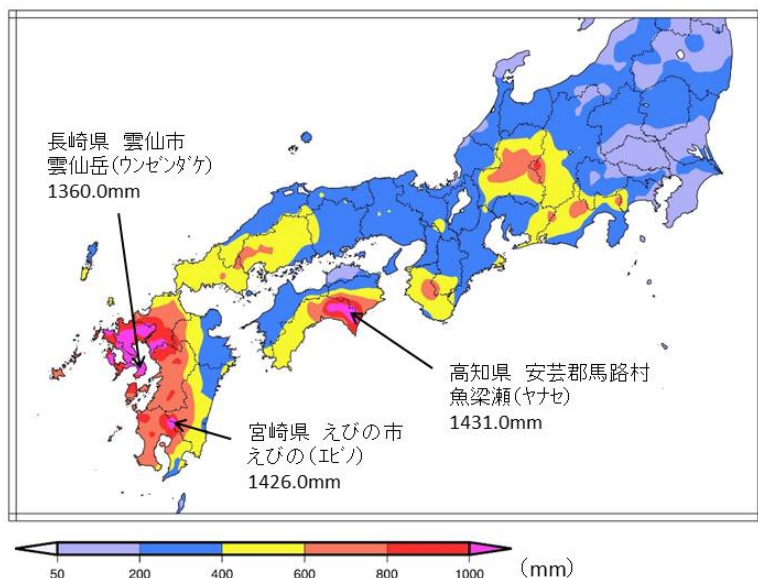 長崎県 雲仙市
雲仙岳(ウンゼンダケ)
1360.0mm
高知県 安芸郡馬路村
魚梁瀬(ヤナセ)
1431.0mm
宮崎県 えびの市
えびの(エビノ)
1426.0mm
50 200 400 600 800 1000 (mm)